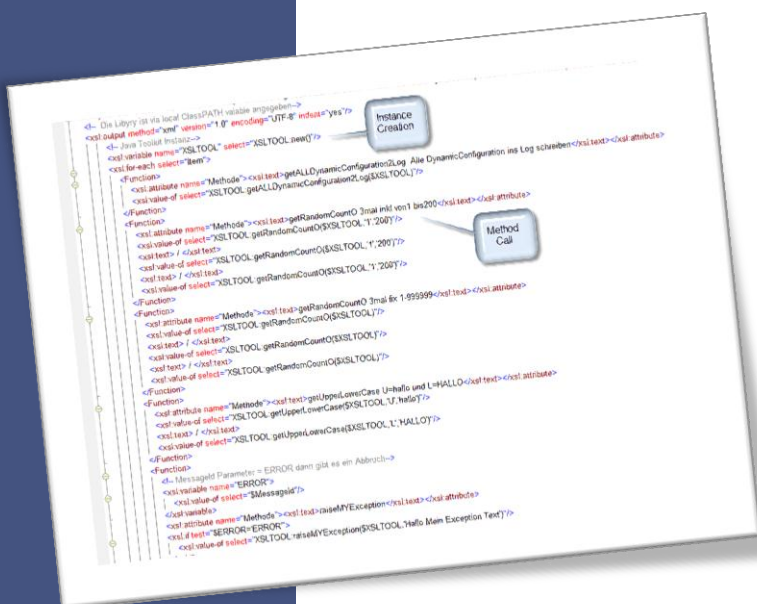 <!-- Die Libyry ist via local ClassPATH vaiable angegeben-->
<xsl:output method="xml" version="1.0" encoding="UTF-8" indent="yes"/>
<!-- Java Toolkit Instanz-->
<xsl:variable name="XSLTOOL" select="XSLTOOL:new()"/>
Instance
Creation
<xsl:for-each select="Item">
<Function>
<xsl:attribute name="Methode"><xsl:text>getALLDynamicConfiguration2Log Alle DynamicConfiguration ins Log schreiben</xsl:text></xsl:attribute>
<xsl:value-of select="XSLTOOL:getALLDynamicConfiguration2Log($XSLTOOL)"/>
</Function>
<Function>
<xsl:attribute name="Methode"><xsl:text>getRandomCountO 3mal inkl von1 bis200</xsl:text></xsl:attribute>
<xsl:value-of select="XSLTOOL:getRandomCountO($XSLTOOL,'1','200')"/>
Method
Call
<xsl:text> / </xsl:text>
<xsl:value-of select="XSLTOOL:getRandomCountO($XSLTOOL,'1','200')"/>
<xsl:text> / </xsl:text>
<xsl:value-of select="XSLTOOL:getRandomCountO($XSLTOOL,'1','200')"/>
</Function>
<Function>
<xsl:attribute name="Methode"><xsl:text>getRandomCountO 3mal fix 1-999999</xsl:text></xsl:attribute>
<xsl:value-of select="XSLTOOL:getRandomCountO($XSLTOOL)"/>
<xsl:text> / </xsl:text>
<xsl:value-of select="XSLTOOL:getRandomCountO($XSLTOOL)"/>
<xsl:text> / </xsl:text>
<xsl:value-of select="XSLTOOL:getRandomCountO($XSLTOOL)"/>
</Function>
<Function>
<xsl:attribute name="Methode"><xsl:text>getUpperLowerCase U=hallo und L=HALLO</xsl:text></xsl:attribute>
<xsl:value-of select="XSLTOOL:getUpperLowerCase($XSLTOOL,'U','hallo')"/>
<xsl:text> / </xsl:text>
<xsl:value-of select="XSLTOOL:getUpperLowerCase($XSLTOOL,'L','HALLO')"/>
</Function>
<Function>
<!-- MessageId Parameter = ERROR dann gibt es ein Abbruch-->
<xsl:variable name="ERROR">
<xsl:value-of select="$MessageId"/>
</xsl:variable>
<xsl:attribute name="Methode"><xsl:text>raiseMYException</xsl:text></xsl:attribute>
<xsl:if test="$ERROR='ERROR'">
<xsl:value-of select="XSLTOOL:raiseMYException($XSLTOOL,'Hallo Mein Exception Text')"/>